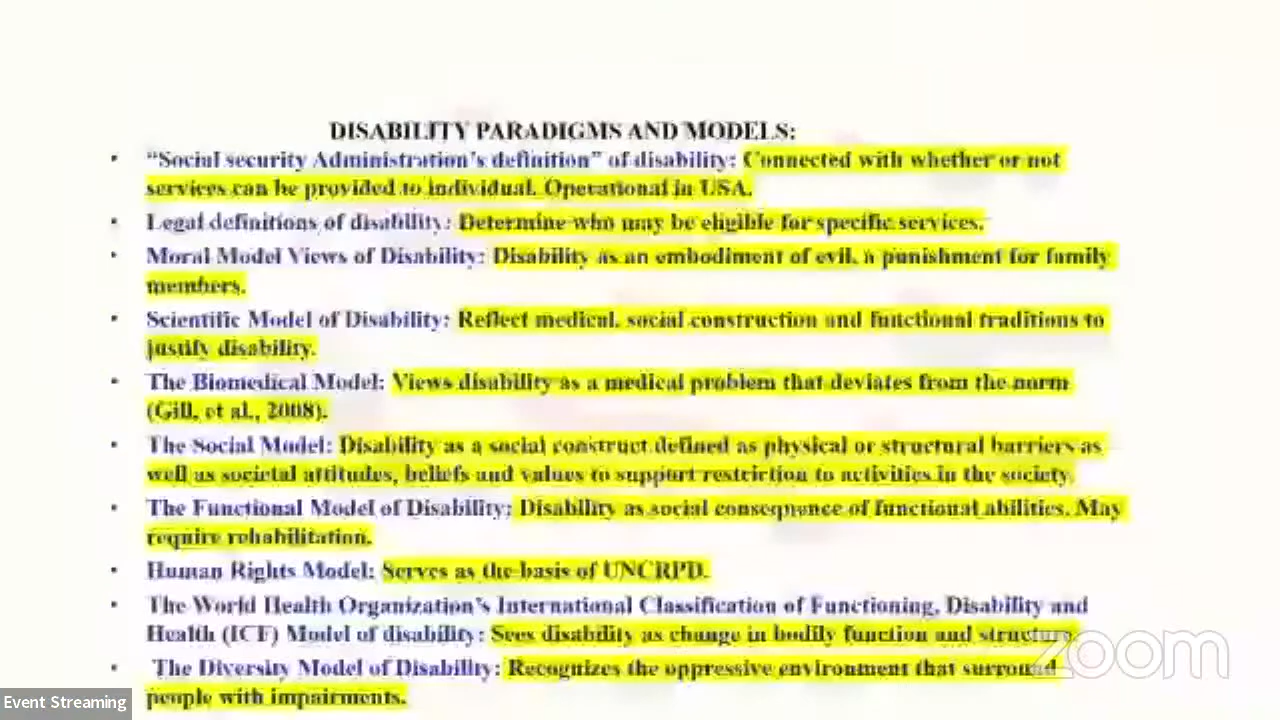 DISABILITY PARADIGMS AND MODELS:
• “Social security Administration’s definition” of disability: Connected with whether or not
services can be provided to individual. Operational in USA.
• Legal definitions of disability: Determine who may be eligible for specific services.
• Moral Model Views of Disability: Disability as an embodiment of evil, a punishment for family
members.
• Scientific Model of Disability: Reflect medical, social construction and functional traditions to
justify disability.
• The Biomedical Model: Views disability as a medical problem that deviates from the norm
(Gill, et al., 2008).
• The Social Model: Disability as a social construct defined as physical or structural barriers as
well as societal attitudes, beliefs and values to support restriction to activities in the society.
• The Functional Model of Disability: Disability as social consequence of functional abilities. May
require rehabilitation.
• Human Rights Model: Serves as the basis of UNCRPD.
• The World Health Organization’s International Classification of Functioning, Disability and
Health (ICF) Model of disability: Sees disability as change in bodily function and structure.
• The Diversity Model of Disability: Recognizes the oppressive environment that surround
people with impairments.
zoom
Event Streaming